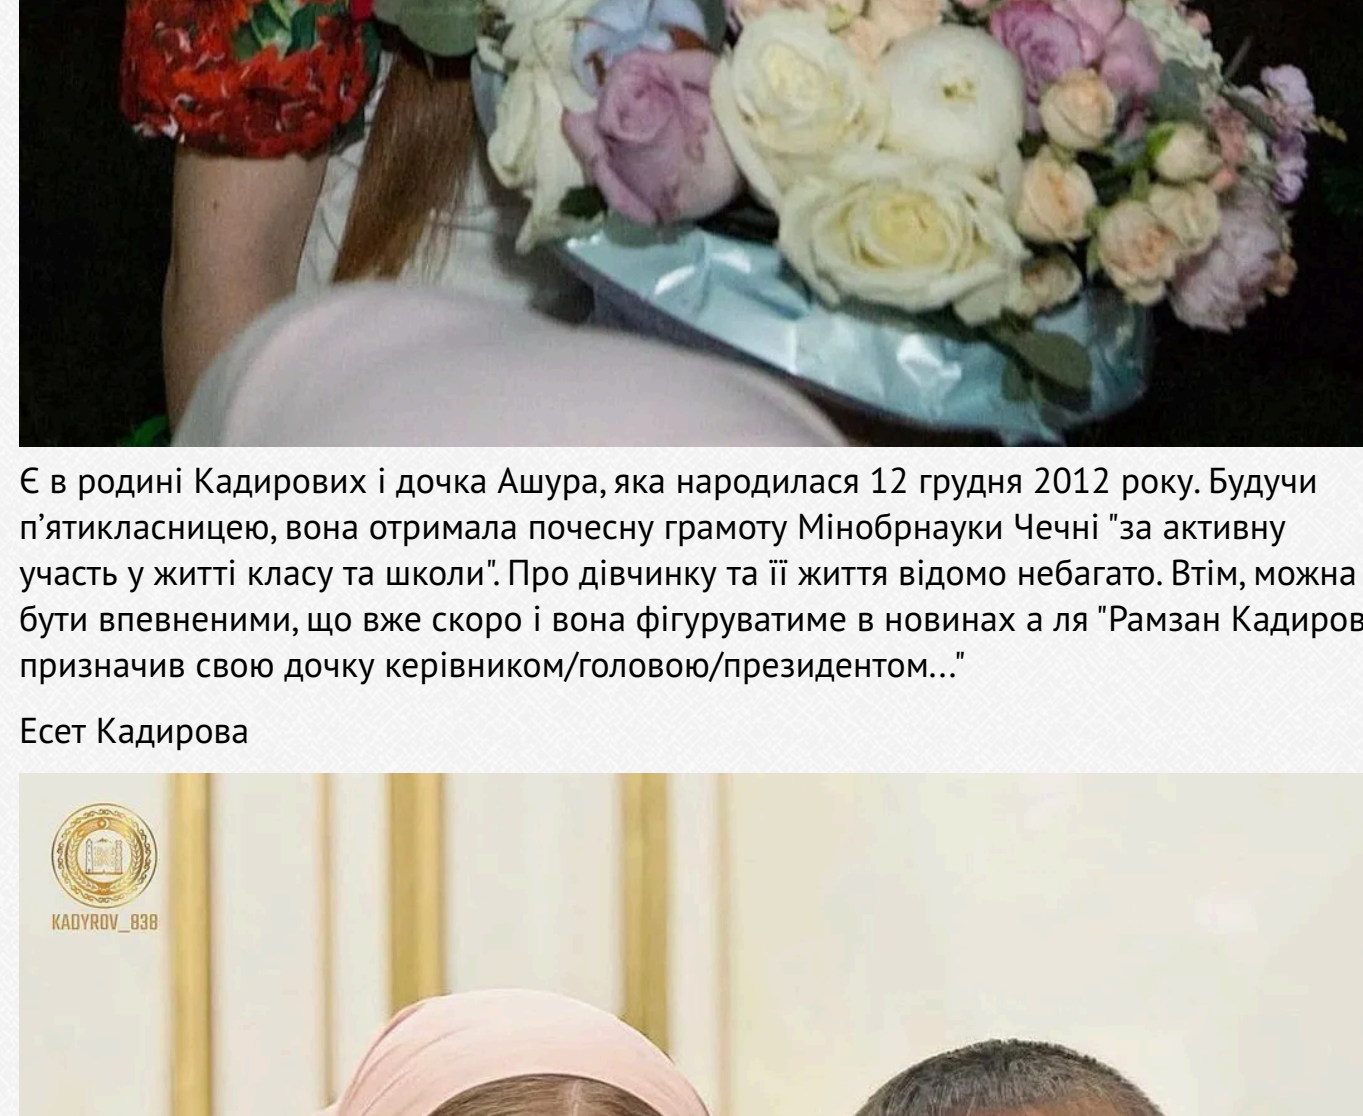 Є в родині Кадирових і дочка Ашура, яка народилася 12 грудня 2012 року. Будучи
п’ятикласницею, вона отримала почесну грамоту Мінобрнауки Чечні "за активну
участь у житті класу та школи". Про дівчинку та її життя відомо небагато. Втім, можна
бути впевненими, що вже скоро і вона фігуруватиме в новинах а ля "Рамзан Кадиров
призначив свою дочку керівником/головою/президентом..."
Есет Кадирова
KADYROV_838